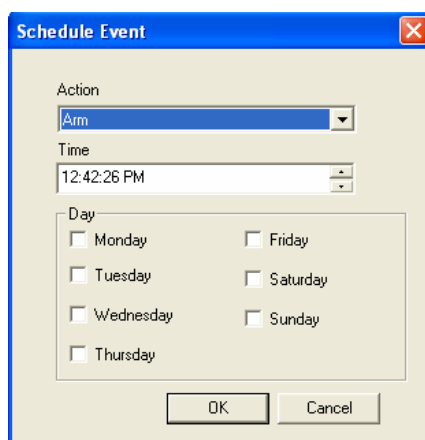 Schedule Event
Action
Arm
Time
12:42:26 PM
Day
Monday
Friday
Tuesday
Saturday
Wednesday
Sunday
Thursday
OK
Cancel